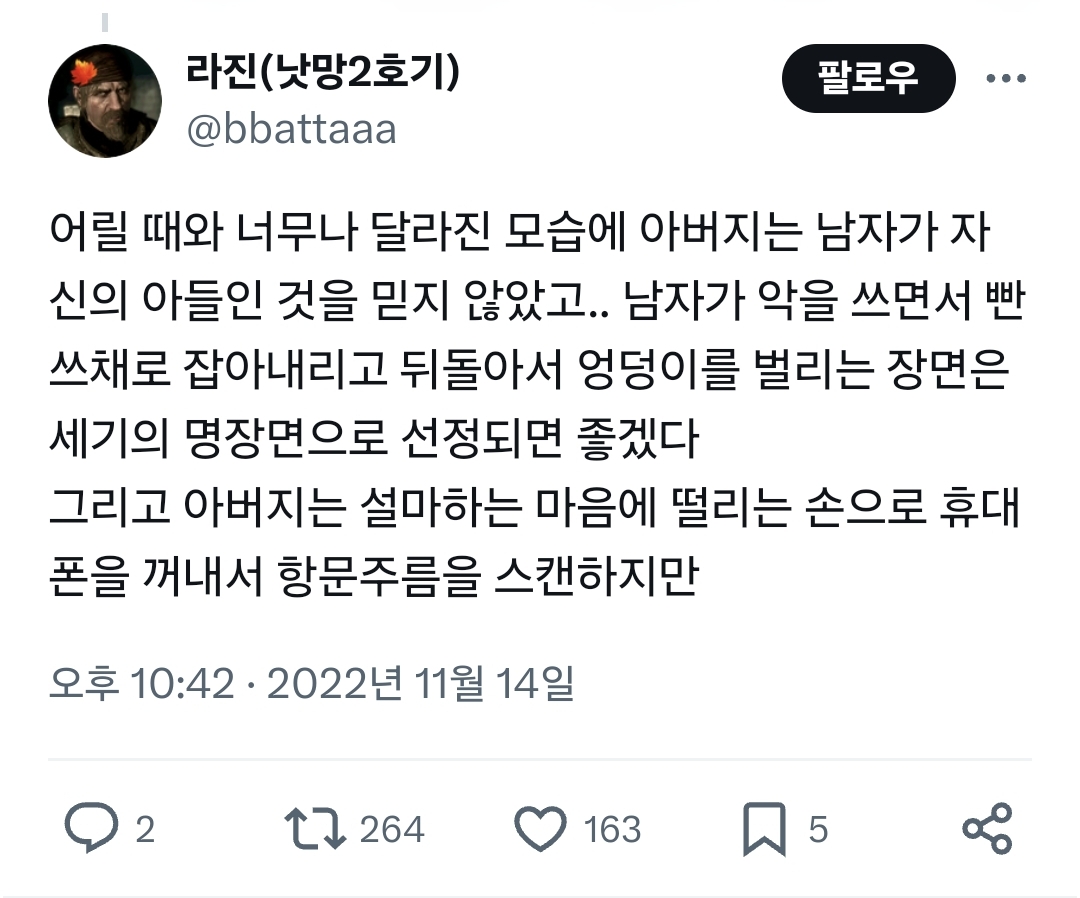 라진(낫망2호기)
팔로우
@bbattaaa
어릴 때와 너무나 달라진 모습에 아버지는 남자가 자
신의 아들인 것을 믿지 않았고.. 남자가 악을 쓰면서 빤
쓰채로 잡아내리고 뒤돌아서 엉덩이를 벌리는 장면은
세기의 명장면으로 선정되면 좋겠다
그리고 아버지는 설마하는 마음에 떨리는 손으로 휴대
폰을 꺼내서 항문주름을 스캔하지만
오후 10:42 · 2022년 11월 14일
2 264 163 5